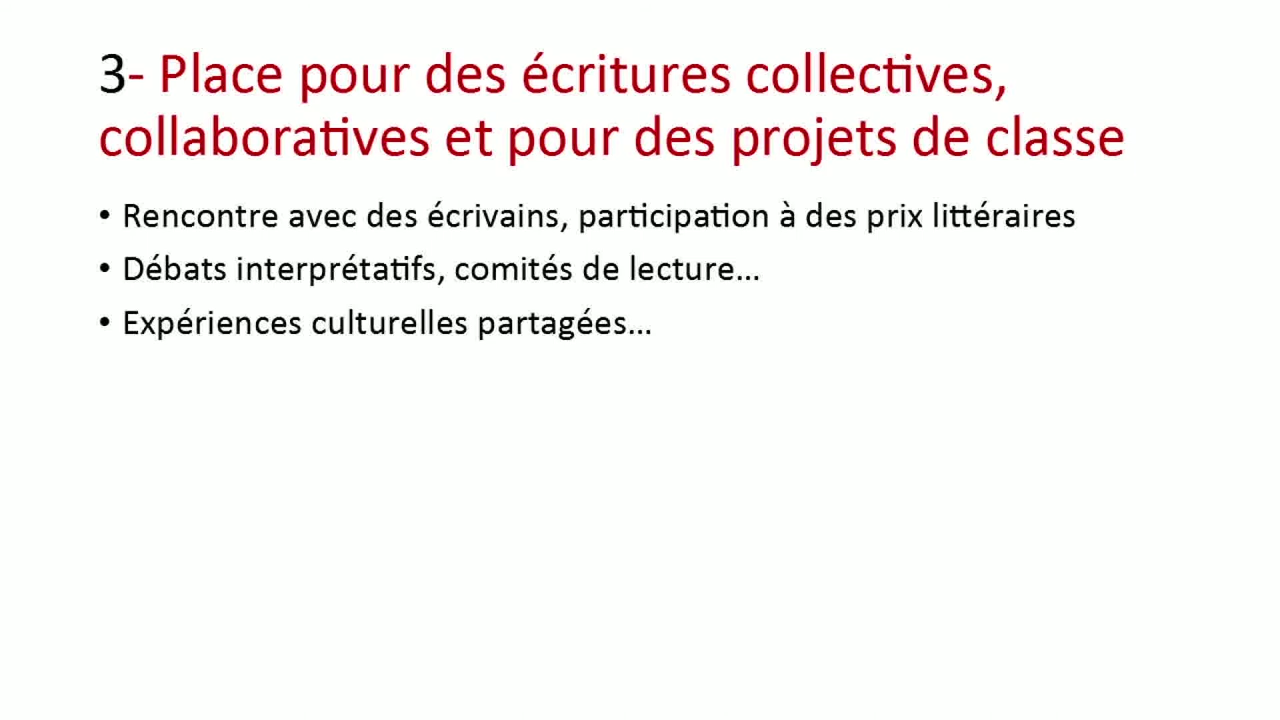 3- Place pour des écritures collectives,
collaboratives et pour des projets de classe
• Rencontre avec des écrivains, participation à des prix littéraires
• Débats interprétatifs, comités de lecture…
• Expériences culturelles partagées…